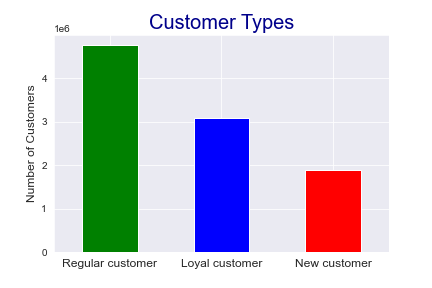 Customer Types
1e6
Number of Customers
4
3
2
1
0
Regular customer Loyal customer New customer